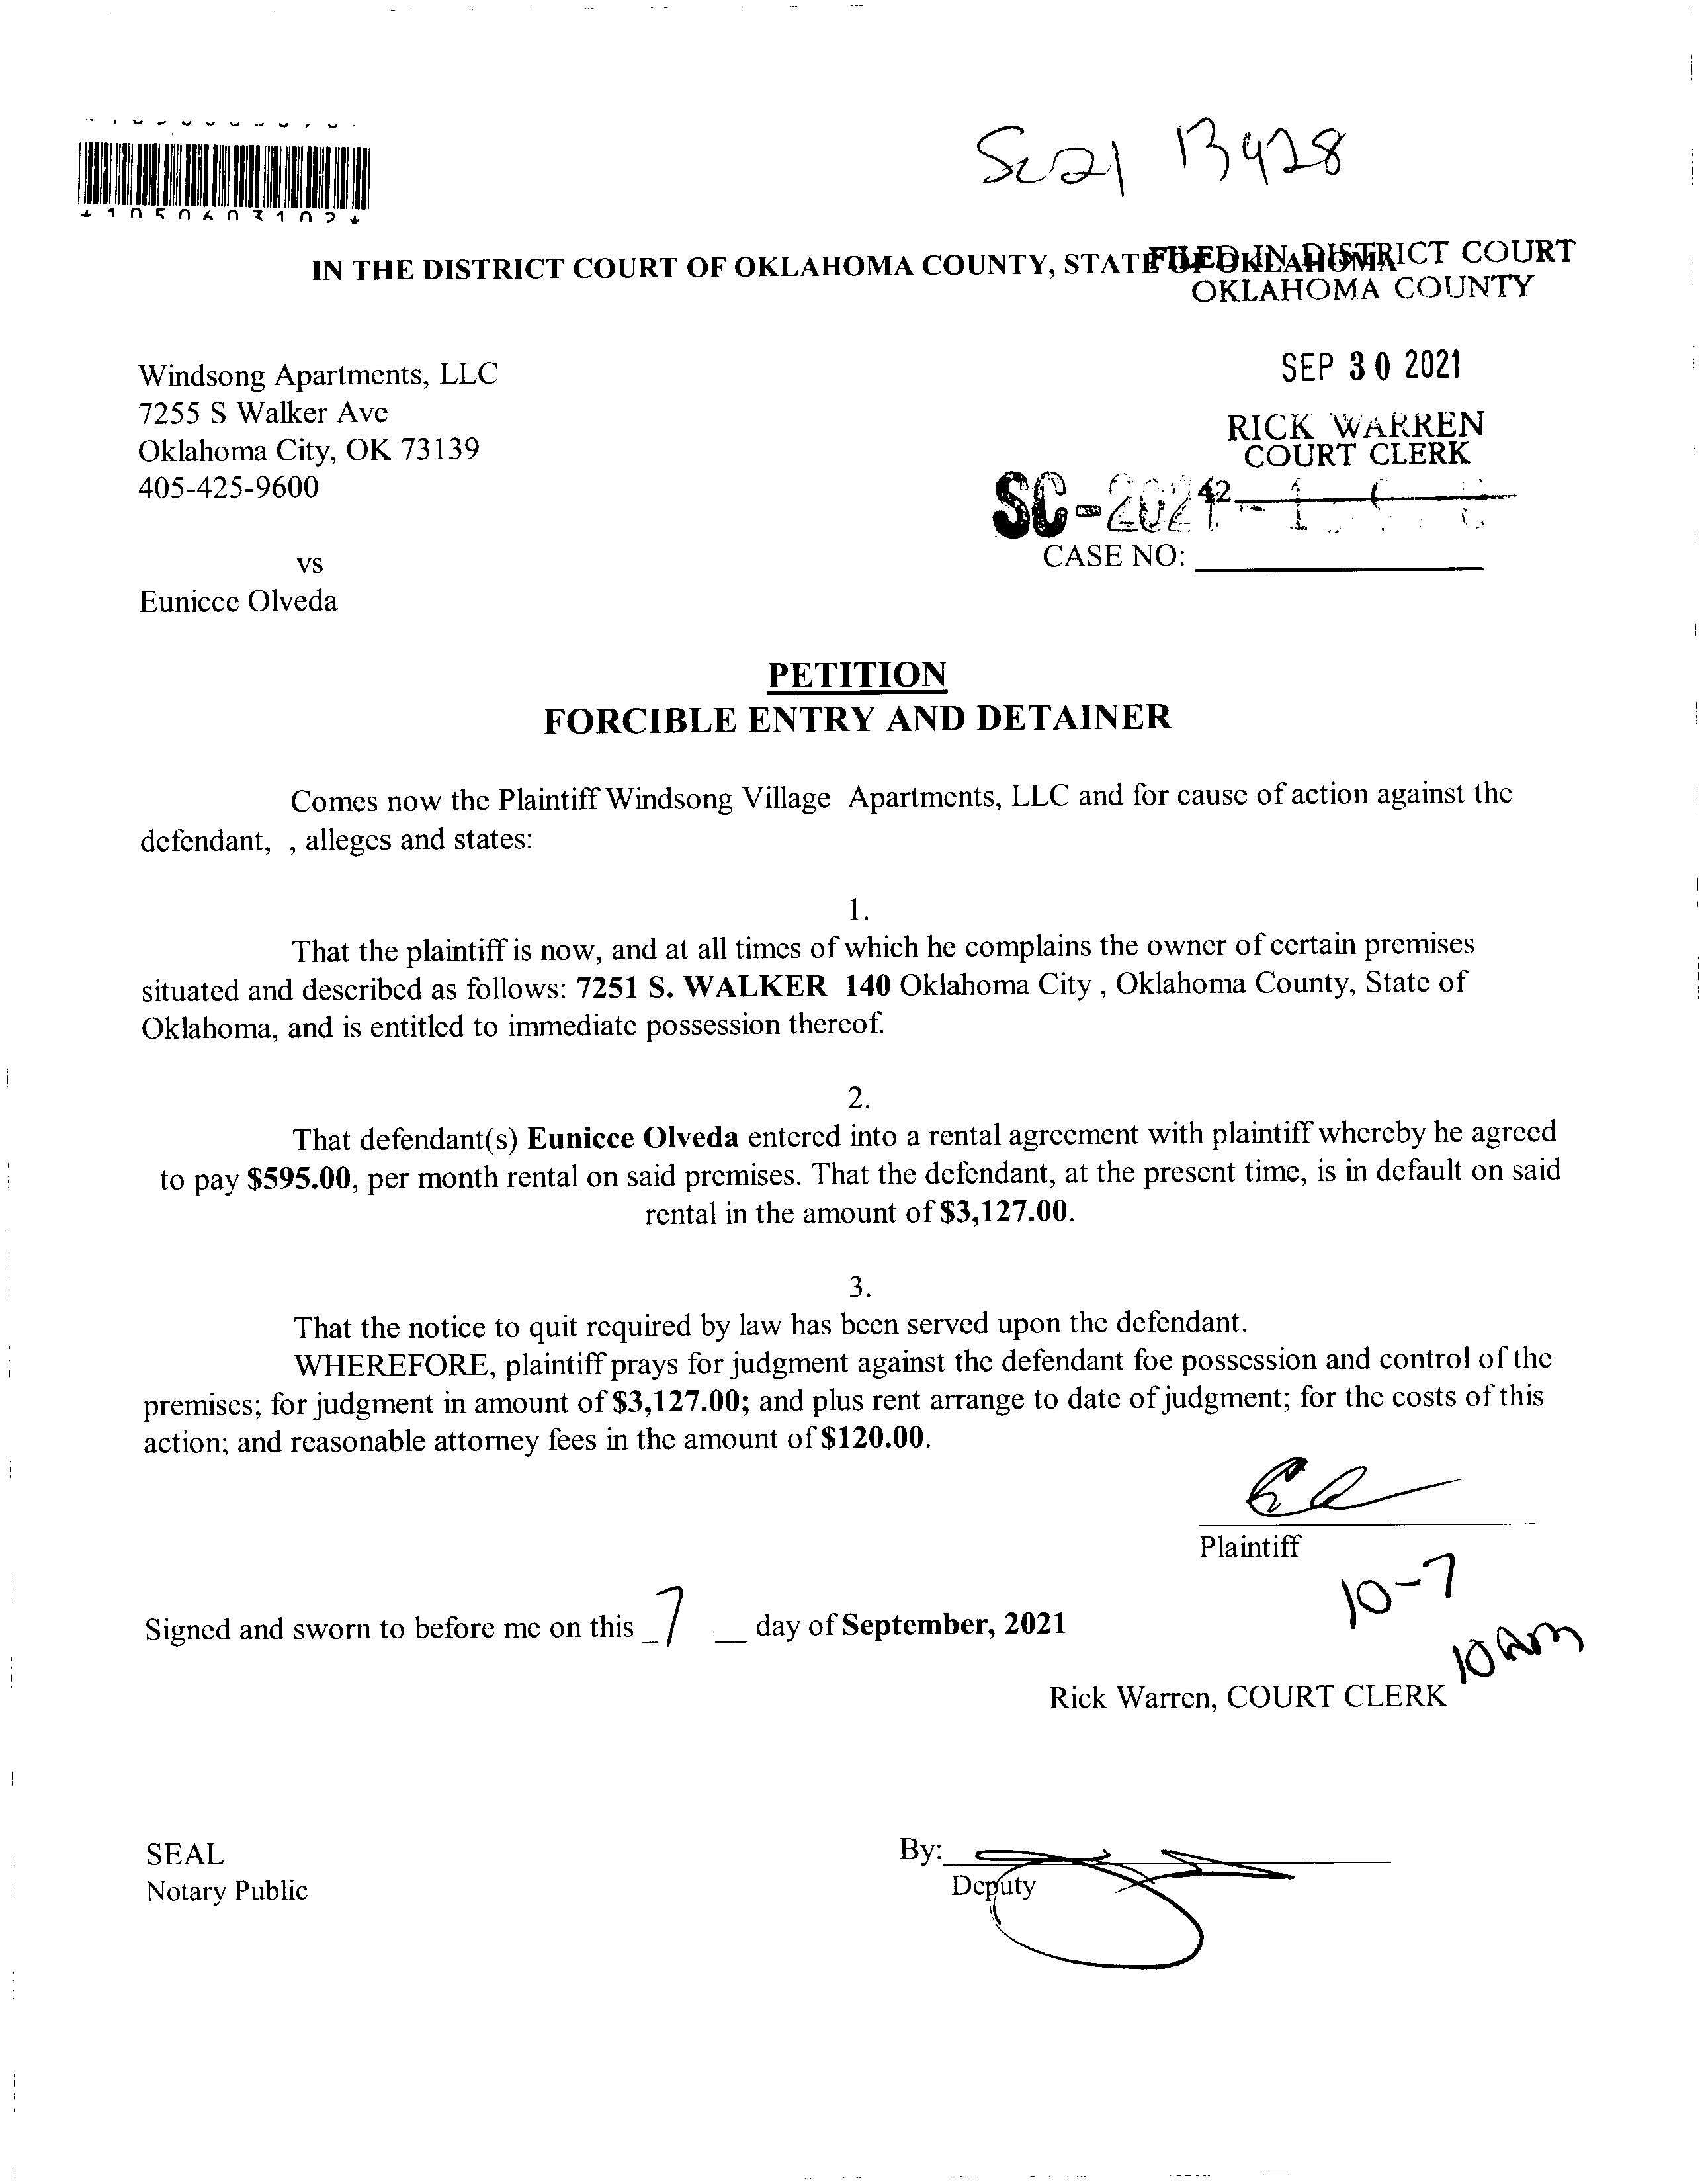 Sc21 13428
*1050603102*
IN THE DISTRICT COURT OF OKLAHOMA COUNTY, STATE OF OKLAHOMA
FILED IN DISTRICT COURT
OKLAHOMA COUNTY
Windsong Apartments, LLC
SEP 30 2021
7255 S Walker Ave
RICK WARREN
Oklahoma City, OK 73139
COURT CLERK
405-425-9600
42
SC-2021-
CASE NO:
vs
Eunicce Olveda
PETITION
FORCIBLE ENTRY AND DETAINER
Comes now the Plaintiff Windsong Village Apartments, LLC and for cause of action against the
defendant, , alleges and states:
1.
That the plaintiff is now, and at all times of which he complains the owner of certain premises
situated and described as follows: 7251 S. WALKER 140 Oklahoma City , Oklahoma County, State of
Oklahoma, and is entitled to immediate possession thereof.
2.
That defendant(s) Eunicce Olveda entered into a rental agreement with plaintiff whereby he agreed
to pay $595.00, per month rental on said premises. That the defendant, at the present time, is in default on said
rental in the amount of $3,127.00.
3.
That the notice to quit required by law has been served upon the defendant.
WHEREFORE, plaintiff prays for judgment against the defendant foe possession and control of the
premises; for judgment in amount of $3,127.00; and plus rent arrange to date of judgment; for the costs of this
action; and reasonable attorney fees in the amount of $120.00.
Plaintiff
10-7
10 Am
Signed and sworn to before me on this 7 day of September, 2021
Rick Warren, COURT CLERK
SEAL
By:
Notary Public
Deputy